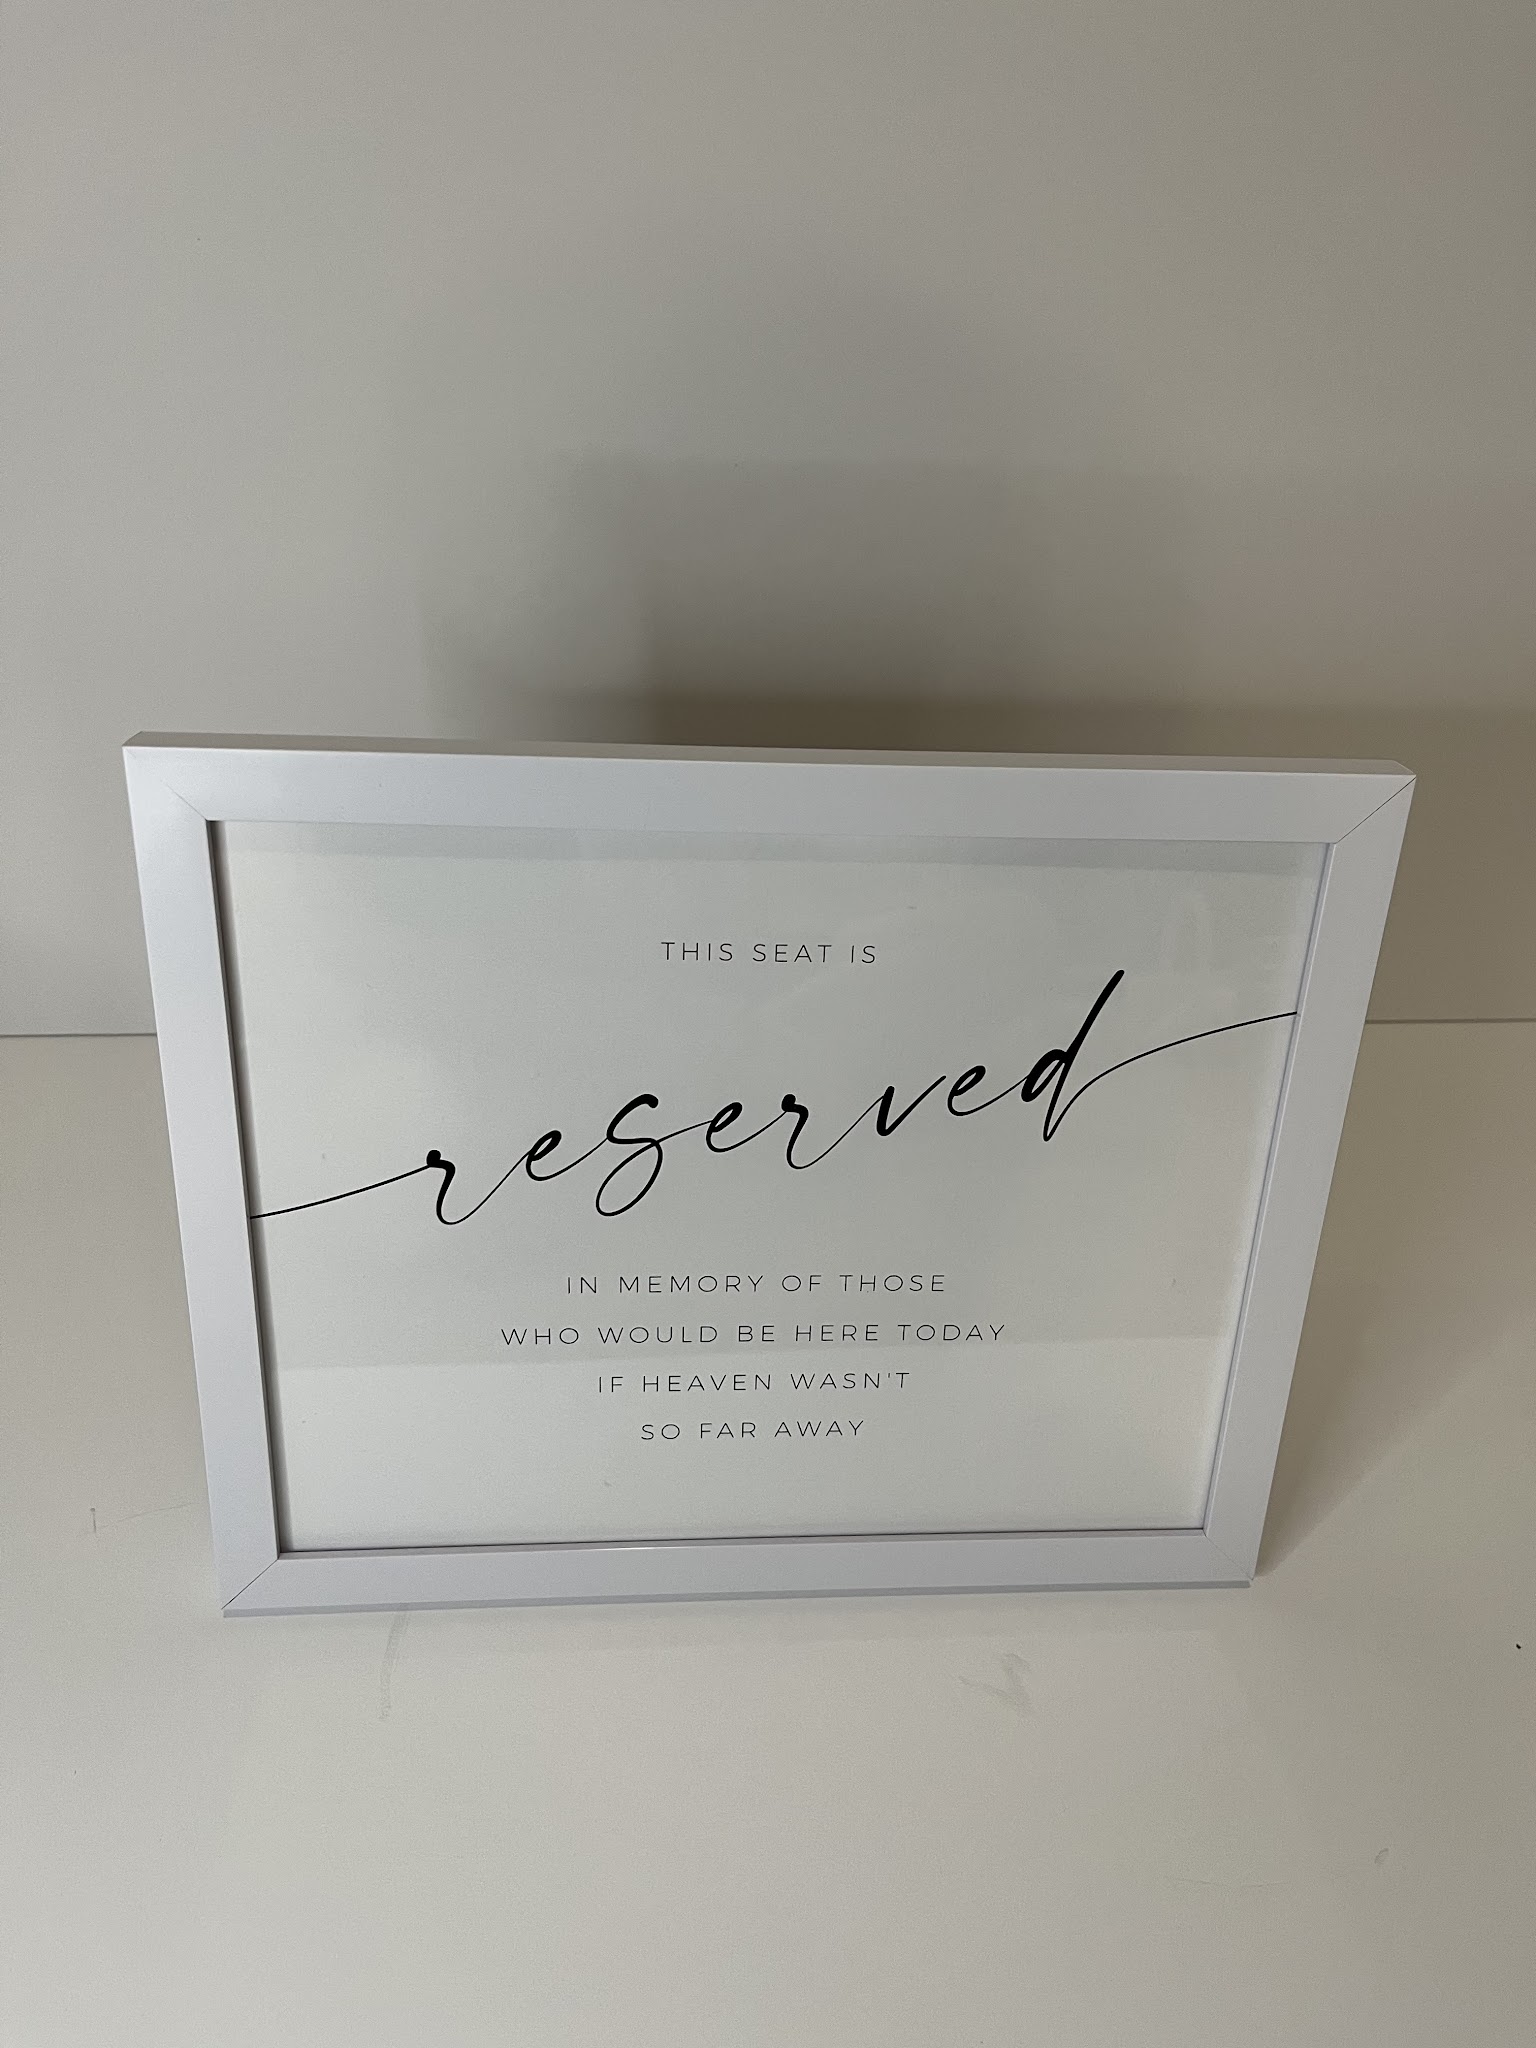 THIS SEAT IS
reserved
IN MEMORY OF THOSE
WHO WOULD BE HERE TODAY
IF HEAVEN WASN'T
SO FAR AWAY